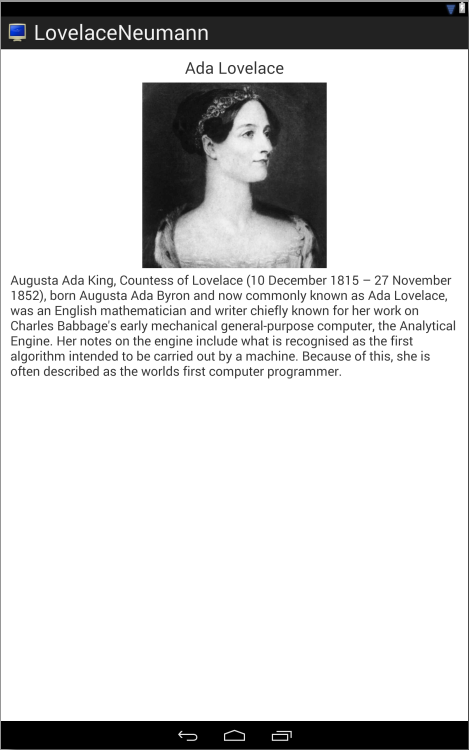 LovelaceNeumann
Ada Lovelace
Augusta Ada King, Countess of Lovelace (10 December 1815 – 27 November
1852), born Augusta Ada Byron and now commonly known as Ada Lovelace,
was an English mathematician and writer chiefly known for her work on
Charles Babbage's early mechanical general-purpose computer, the Analytical
Engine. Her notes on the engine include what is recognised as the first
algorithm intended to be carried out by a machine. Because of this, she is
often described as the worlds first computer programmer.